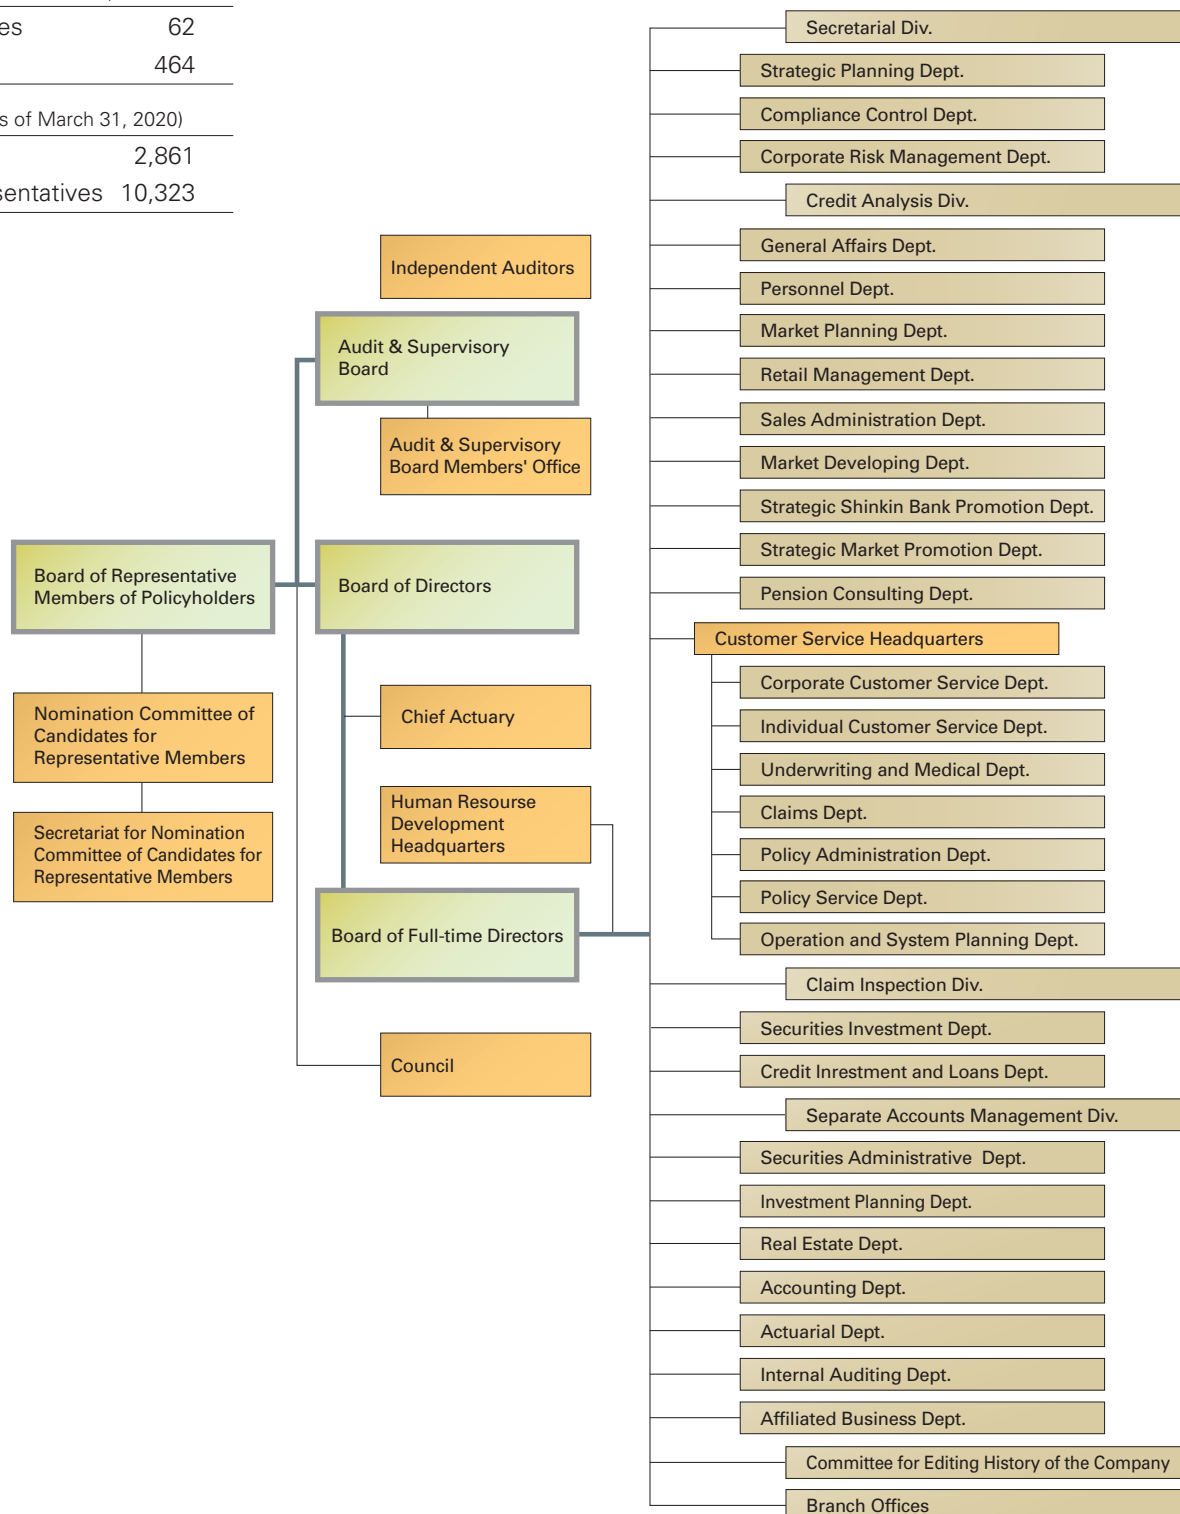 62
464
s of March 31, 2020)
2,861
10,323
Independent Auditors
Audit & Supervisory
Board
Audit & Supervisory
Board Members' Office
Board of Representative
Members of Policyholders
Board of Directors
Nomination Committee of
Candidates for
Representative Members
Chief Actuary
Secretariat for Nomination
Committee of Candidates for
Representative Members
Human Resourse
Development
Headquarters
Board of Full-time Directors
Council
Secretarial Div.
Strategic Planning Dept.
Compliance Control Dept.
Corporate Risk Management Dept.
Credit Analysis Div.
General Affairs Dept.
Personnel Dept.
Market Planning Dept.
Retail Management Dept.
Sales Administration Dept.
Market Developing Dept.
Strategic Shinkin Bank Promotion Dept.
Strategic Market Promotion Dept.
Pension Consulting Dept.
Customer Service Headquarters
Corporate Customer Service Dept.
Individual Customer Service Dept.
Underwriting and Medical Dept.
Claims Dept.
Policy Administration Dept.
Policy Service Dept.
Operation and System Planning Dept.
Claim Inspection Div.
Securities Investment Dept.
Credit Inrestment and Loans Dept.
Separate Accounts Management Div.
Securities Administrative Dept.
Investment Planning Dept.
Real Estate Dept.
Accounting Dept.
Actuarial Dept.
Internal Auditing Dept.
Affiliated Business Dept.
Committee for Editing History of the Company
Branch Offices